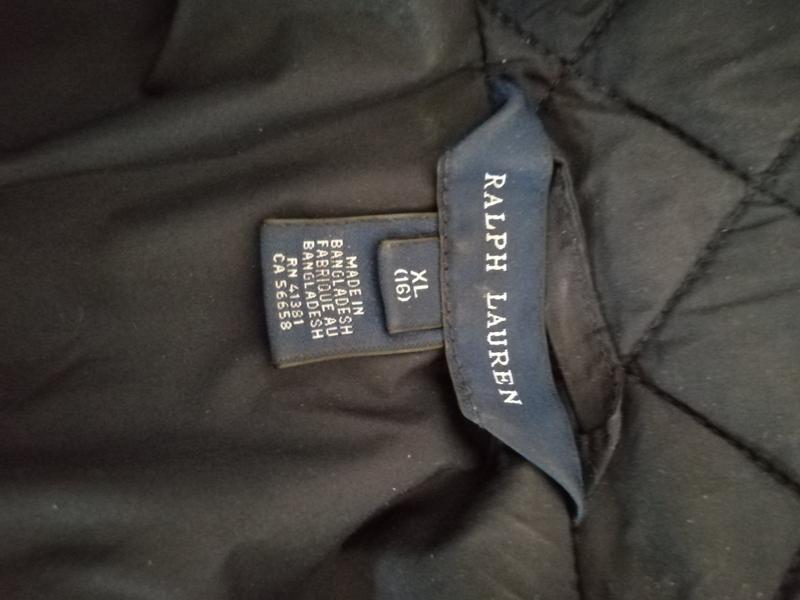 RALPH LAUREN
XL
(16)
MADE IN
BANGLADESH
FABRIQUE AU
BANGLADESH
RN 41381
CA 56658